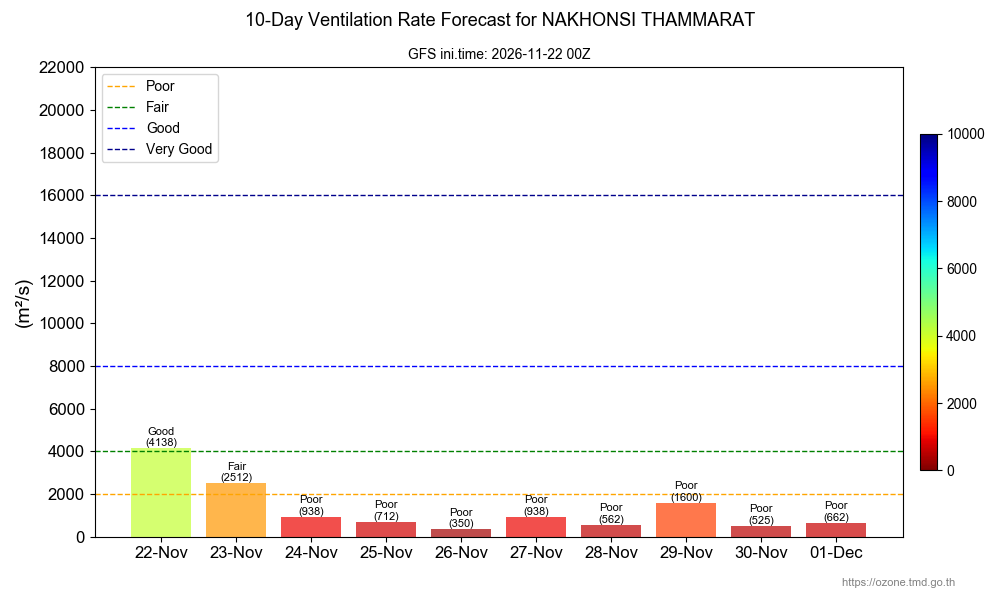 10-Day Ventilation Rate Forecast for NAKHONSI THAMMARAT
GFS ini.time: 2026-11-22 00Z
(m²/s)
22000
20000
18000
16000
14000
12000
10000
8000
6000
4000
2000
0
Poor
Fair
Good
Very Good
Good
(4138)
Fair
(2512)
Poor
(938)
Poor
(712)
Poor
(350)
Poor
(938)
Poor
(562)
Poor
(1600)
Poor
(525)
Poor
(662)
22-Nov 23-Nov 24-Nov 25-Nov 26-Nov 27-Nov 28-Nov 29-Nov 30-Nov 01-Dec
10000
8000
6000
4000
2000
0
https://ozone.tmd.go.th